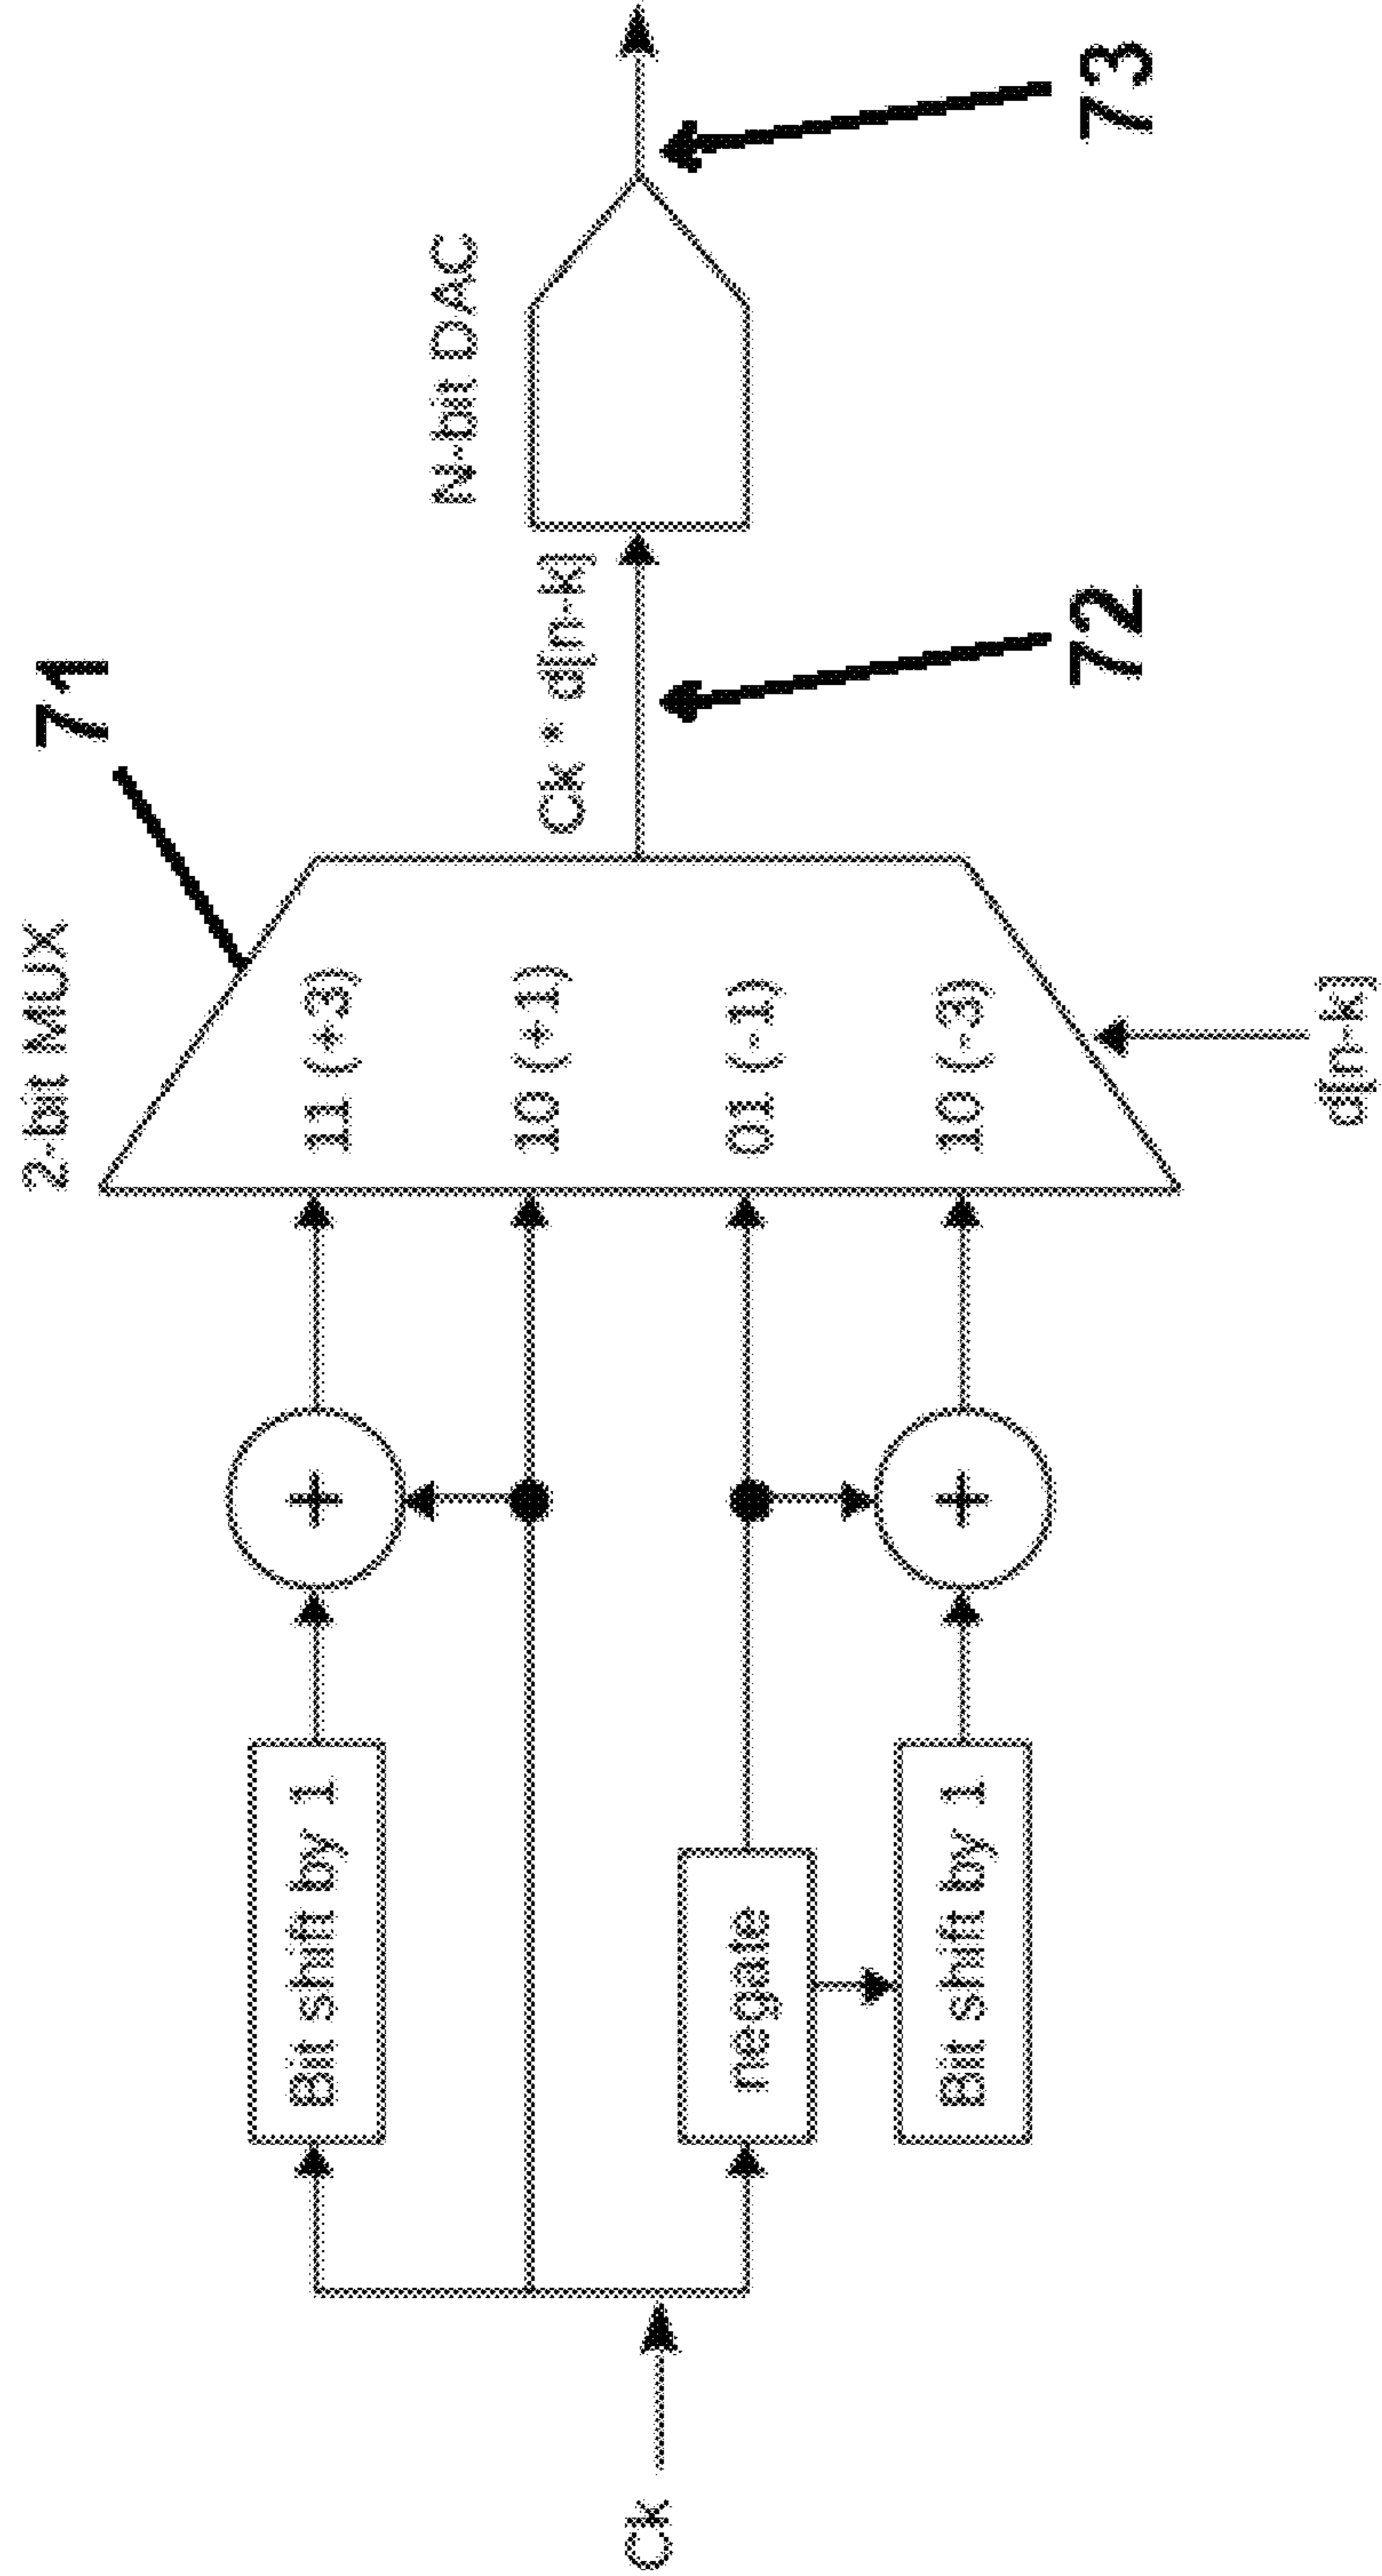 2-bit MUX
71
N-bit DAC
Bit shift by 1
+
11 (+3)
10 (+1)
Ck * d[n-k]
73
72
Ck
negate
01 (-1)
Bit shift by 1
+
10 (-3)
d[n-k]